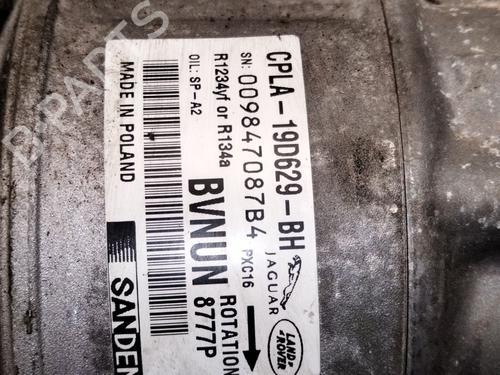 CPLA-19D629-BH
SN: 009847087B4
JAGUAR
LAND ROVER
R1234yf or R134a
PXC16
OIL: SP-A2
BVNUN
ROTATION
8777P
MADE IN POLAND
SANDEN
B-PARTS